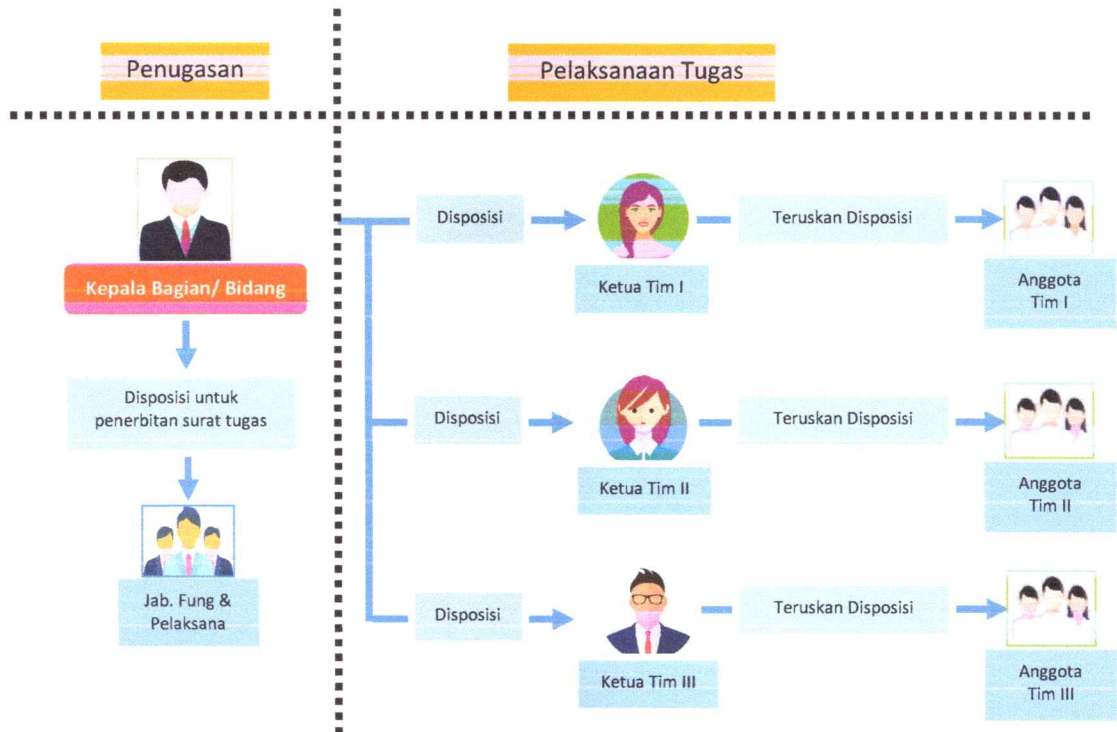 Penugasan
Pelaksanaan Tugas
Kepala Bagian/ Bidang
Disposisi untuk
penerbitan surat tugas
Jab. Fung &
Pelaksana
Disposisi
Ketua Tim I
Teruskan Disposisi
Anggota
Tim I
Disposisi
Ketua Tim II
Teruskan Disposisi
Anggota
Tim II
Disposisi
Ketua Tim III
Teruskan Disposisi
Anggota
Tim III